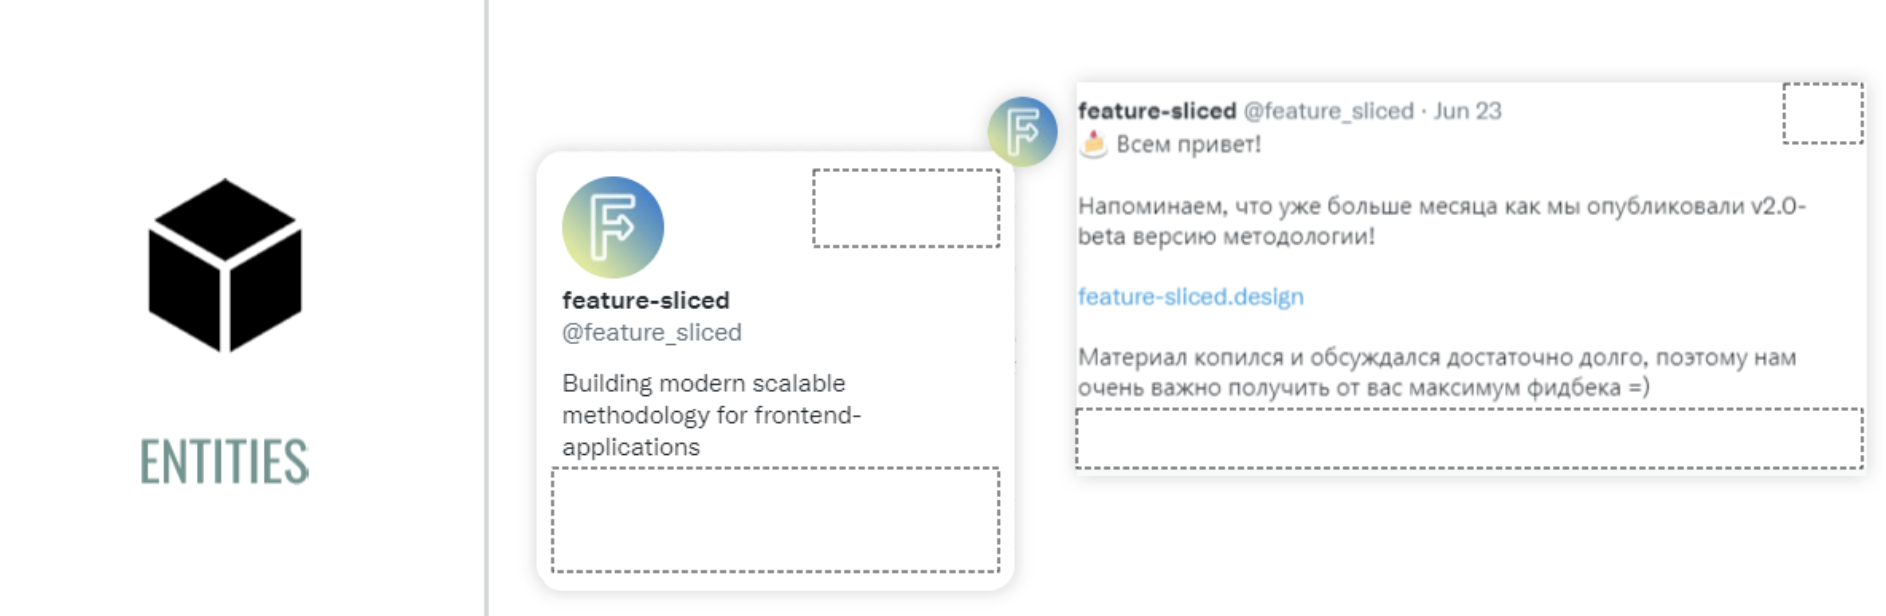 ENTITIES
feature-sliced
@feature_sliced
Building modern scalable
methodology for frontend-
applications
feature-sliced @feature_sliced · Jun 23
🍰 Всем привет!
Напоминаем, что уже больше месяца как мы опубликовали v2.0-
beta версию методологии!
feature-sliced.design
Материал копился и обсуждался достаточно долго, поэтому нам
очень важно получить от вас максимум фидбека =)